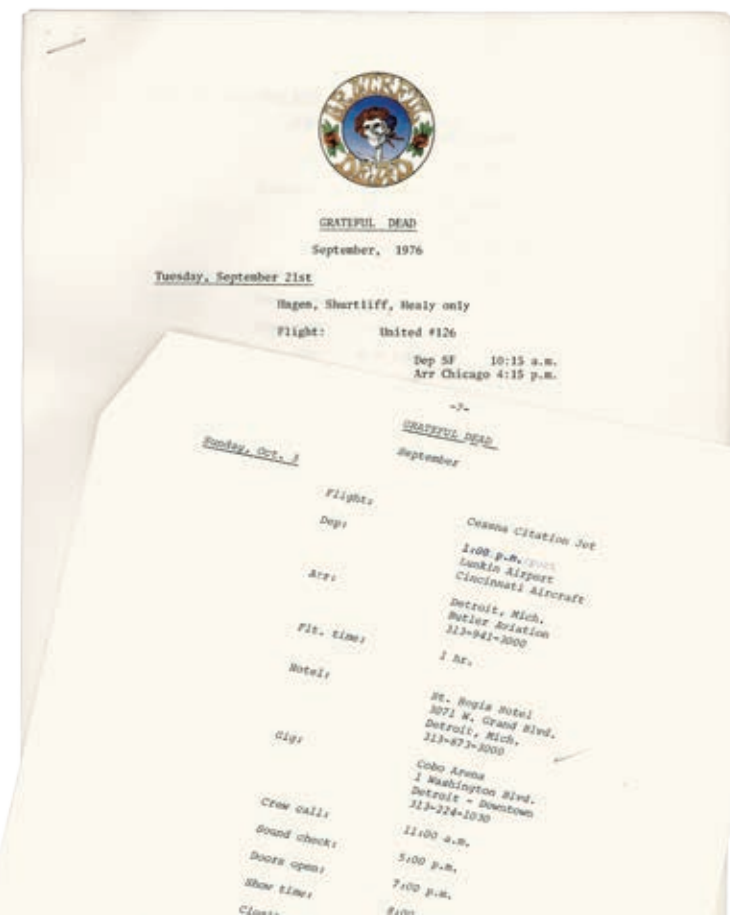 GRATEFUL DEAD
GRATEFUL DEAD
September, 1976
Tuesday, September 21st
Hagen, Shurtliff, Healy only
Flight: United #126
Dep SF 10:15 a.m.
Arr Chicago 4:15 p.m.
-7-
GRATEFUL DEAD
September
Sunday, Oct. 3
Flight: Cessna Citation Jet
Dep: 1:00 p.m.
Lunkin Airport
Cincinnati Aircraft
Arr: Detroit, Mich.
Butler Aviation
313-941-3000
Flt. time: 1 hr.
Hotel: St. Regis Hotel
3071 W. Grand Blvd.
Detroit, Mich.
313-873-3000
Gig: Cobo Arena
1 Washington Blvd.
Detroit - Downtown
313-224-1030
Crew call: 11:00 a.m.
Sound check: 5:00 p.m.
Doors open: 7:00 p.m.
Show time: 8:00